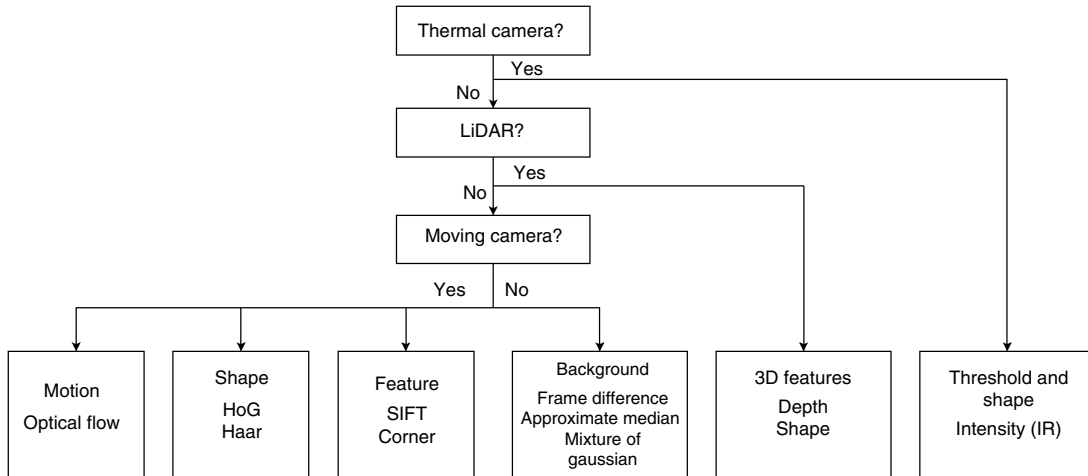 Thermal camera?
Yes
No
LiDAR?
Yes
No
Moving camera?
Yes
No
Motion
Optical flow
Shape
HoG
Haar
Feature
SIFT
Corner
Background
Frame difference
Approximate median
Mixture of
gaussian
3D features
Depth
Shape
Threshold and
shape
Intensity (IR)